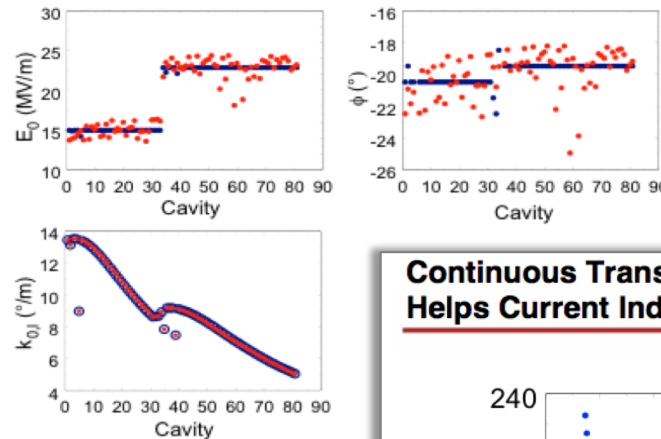 30
25
20
15
10
E₀ (MV/m)
0 10 20 30 40 50 60 70 80 90
Cavity
-16
-18
-20
-22
-24
-26
ϕ (°)
0 10 20 30 40 50 60 70 80 90
Cavity
14
12
10
8
6
4
k₀,ₗ (°/m)
0 10 20 30 40 50 60 70 80 90
Cavity
Continuous Trans
Helps Current Ind
240